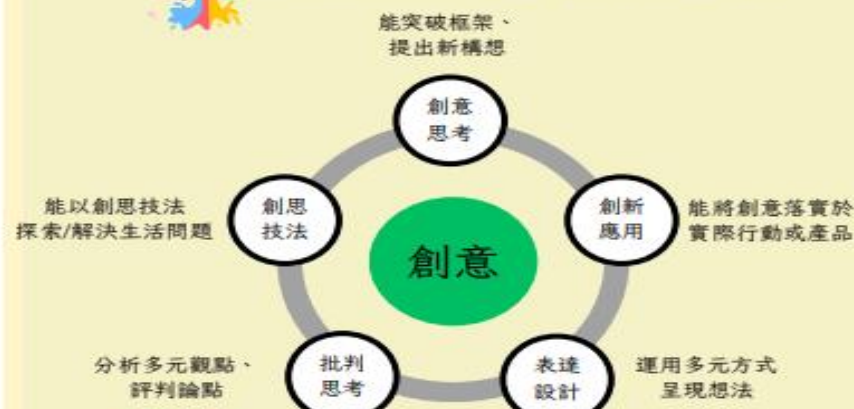 能突破框架、
提出新構想
創意
思考
能以創思技法
探索/解決生活問題
創思
技法
創新
應用
能將創意落實於
實際行動或產品
創意
分析多元觀點、
評判論點
批判
思考
表達
設計
運用多元方式
呈現想法